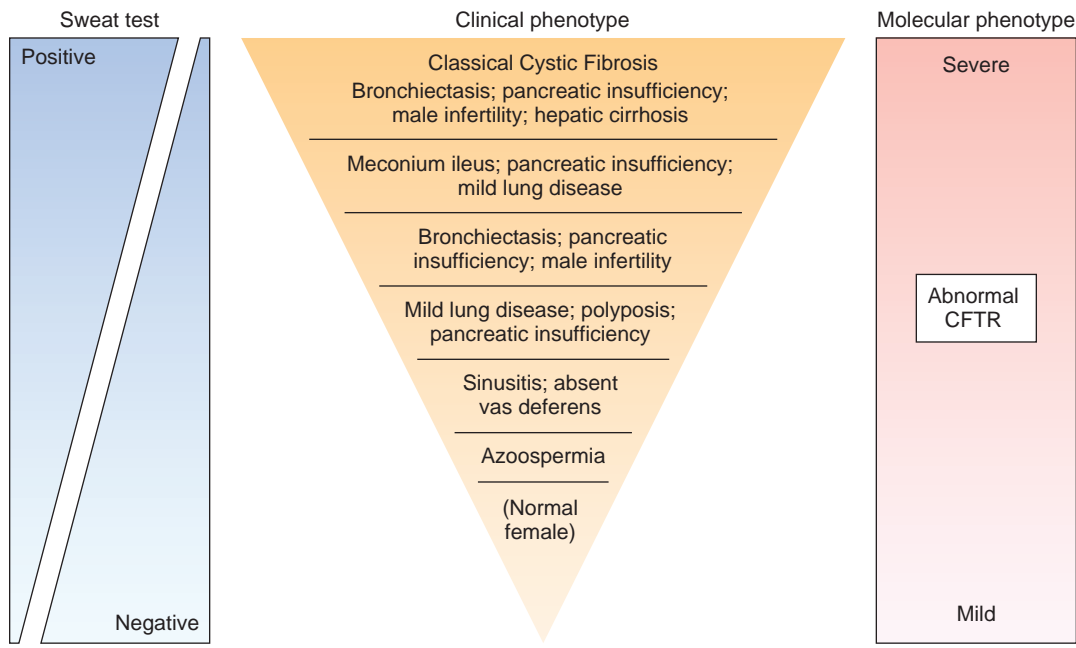 Sweat test
Positive
Negative
Clinical phenotype
Classical Cystic Fibrosis
Bronchiectasis; pancreatic insufficiency;
male infertility; hepatic cirrhosis
Meconium ileus; pancreatic insufficiency;
mild lung disease
Bronchiectasis; pancreatic
insufficiency; male infertility
Mild lung disease; polyposis;
pancreatic insufficiency
Sinusitis; absent
vas deferens
Azoospermia
(Normal
female)
Molecular phenotype
Severe
Abnormal
CFTR
Mild